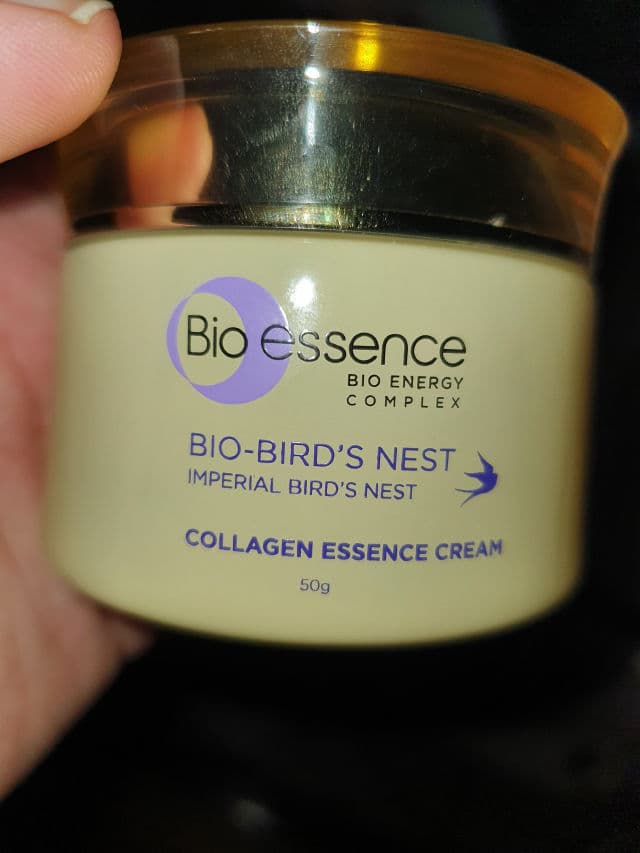 Bio essence
BIO ENERGY
COMPLEX
BIO-BIRD'S NEST
IMPERIAL BIRD'S NEST
COLLAGEN ESSENCE CREAM
50g